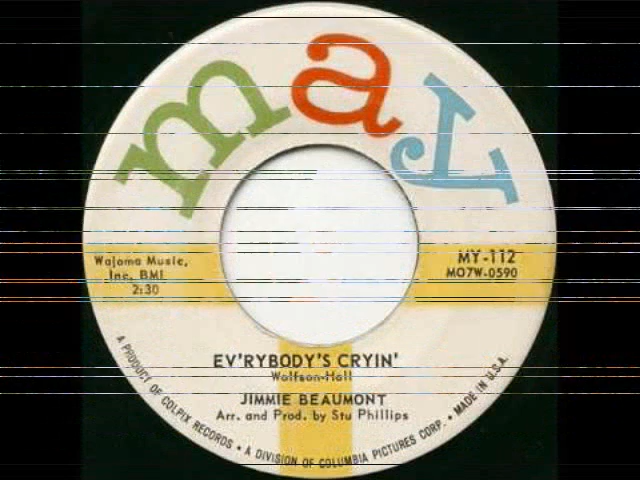 may
Wajoma Music,
Inc. BMI
2:30
MY-112
MO7W-0590
EV'RYBODY'S CRYIN'
Wolfson-Hall
JIMMIE BEAUMONT
Arr. and Prod. by Stu Phillips
A PRODUCT OF COLPIX RECORDS • A DIVISION OF COLUMBIA PICTURES CORP. • MADE IN U.S.A.